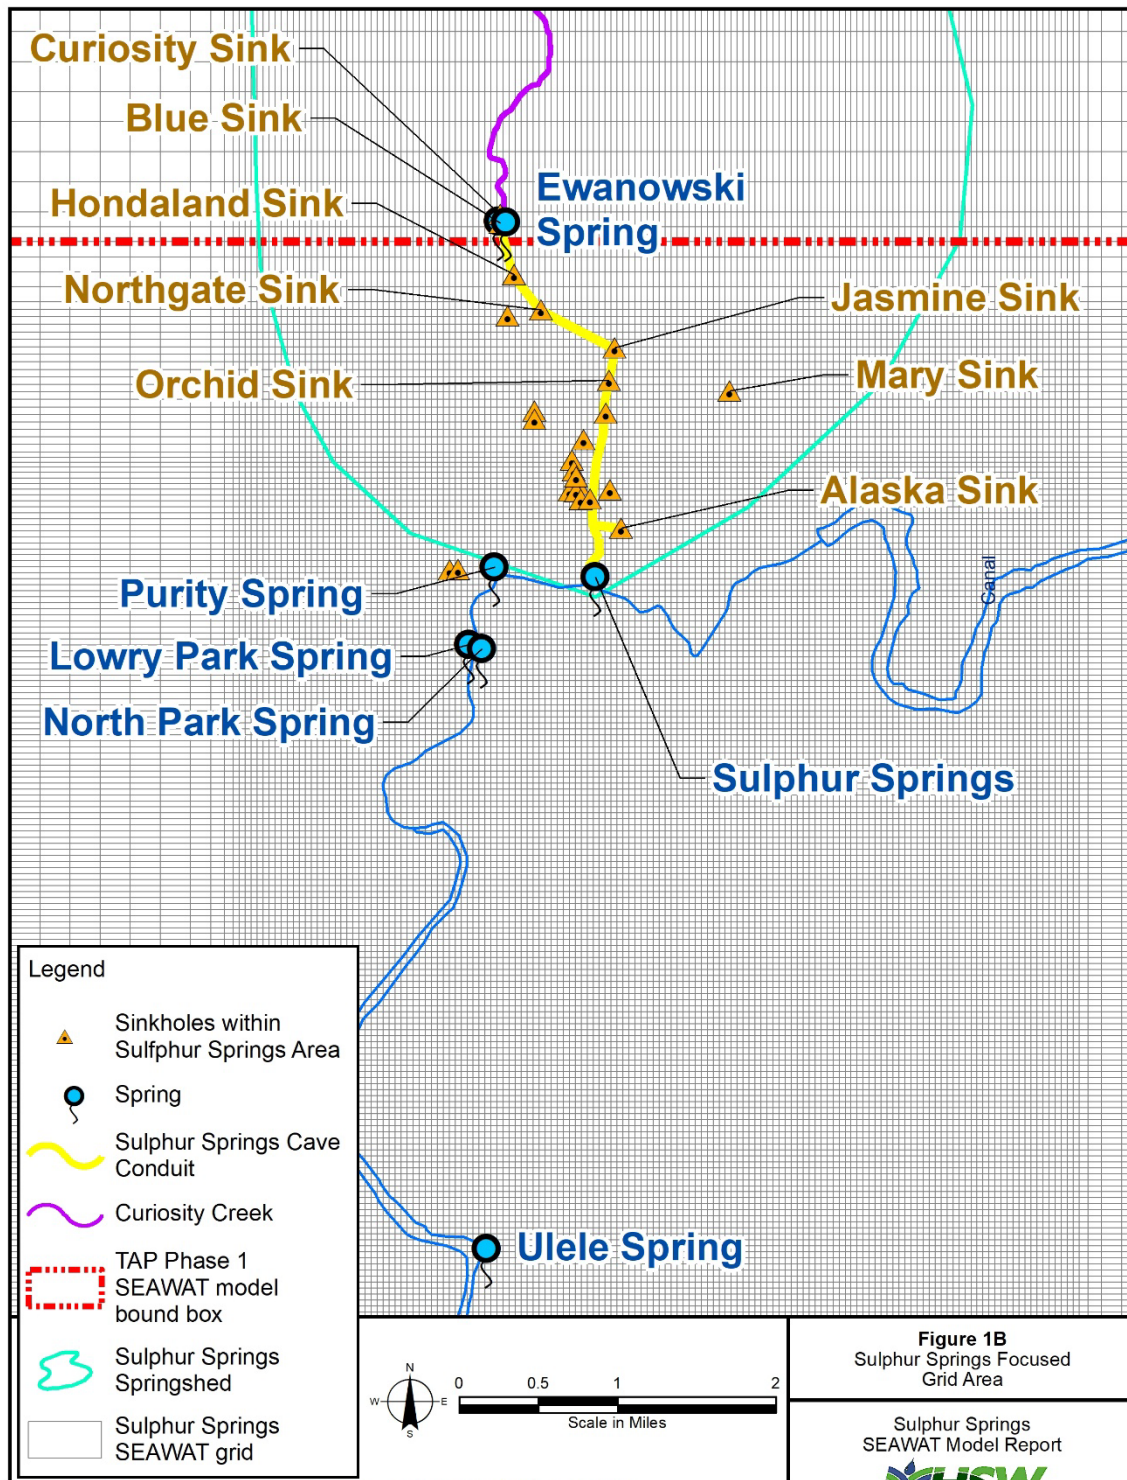 Curiosity Sink
Blue Sink
Hondaland Sink
Ewanowski
Spring
Northgate Sink
Jasmine Sink
Orchid Sink
Mary Sink
Alaska Sink
Canal
Purity Spring
Lowry Park Spring
North Park Spring
Sulphur Springs
Ulele Spring
Legend
Sinkholes within
Sulfphur Springs Area
Spring
Sulphur Springs Cave
Conduit
Curiosity Creek
TAP Phase 1
SEAWAT model
bound box
Sulphur Springs
Springshed
Sulphur Springs
SEAWAT grid
N
W E
S
0 0.5 1 2
Scale in Miles
Figure 1B
Sulphur Springs Focused
Grid Area
Sulphur Springs
SEAWAT Model Report
HSW